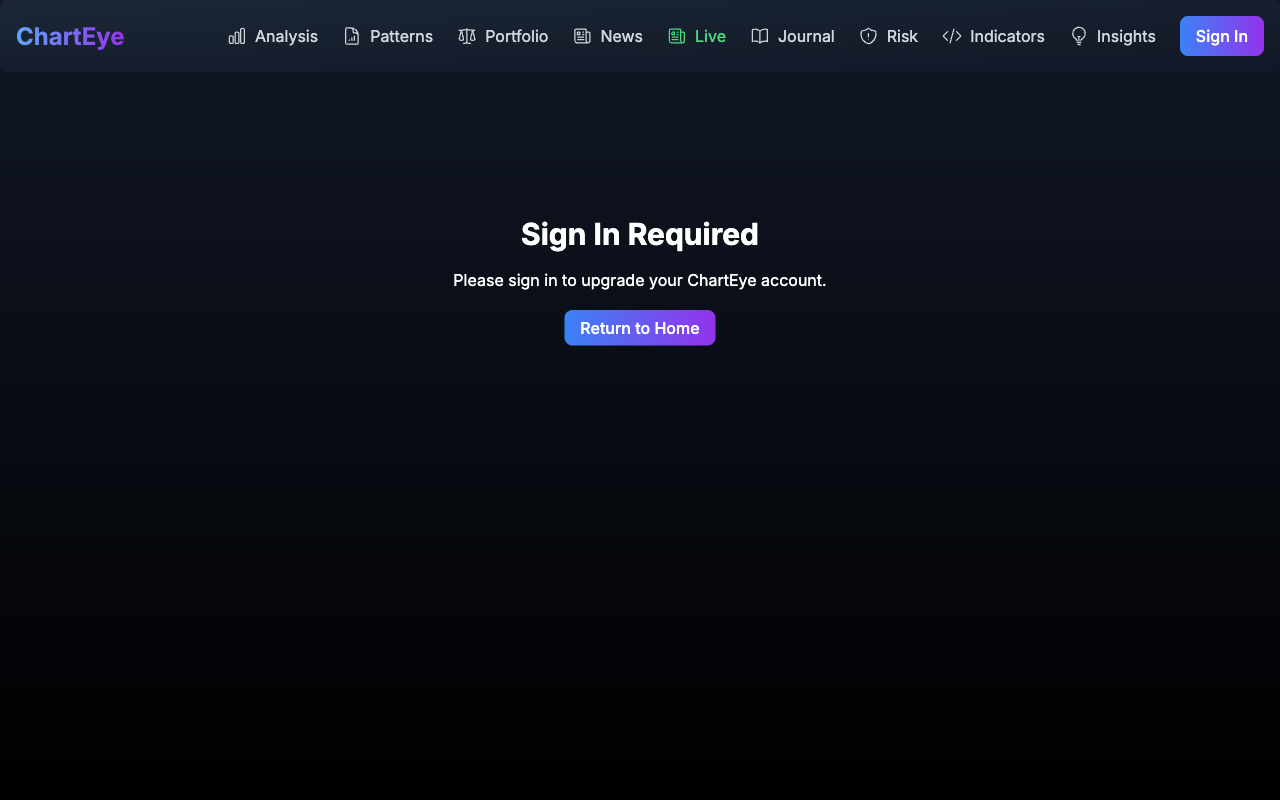 ChartEye
Analysis
Patterns
Portfolio
News
Live
Journal
Risk
Indicators
Insights
Sign In
Sign In Required
Please sign in to upgrade your ChartEye account.
Return to Home